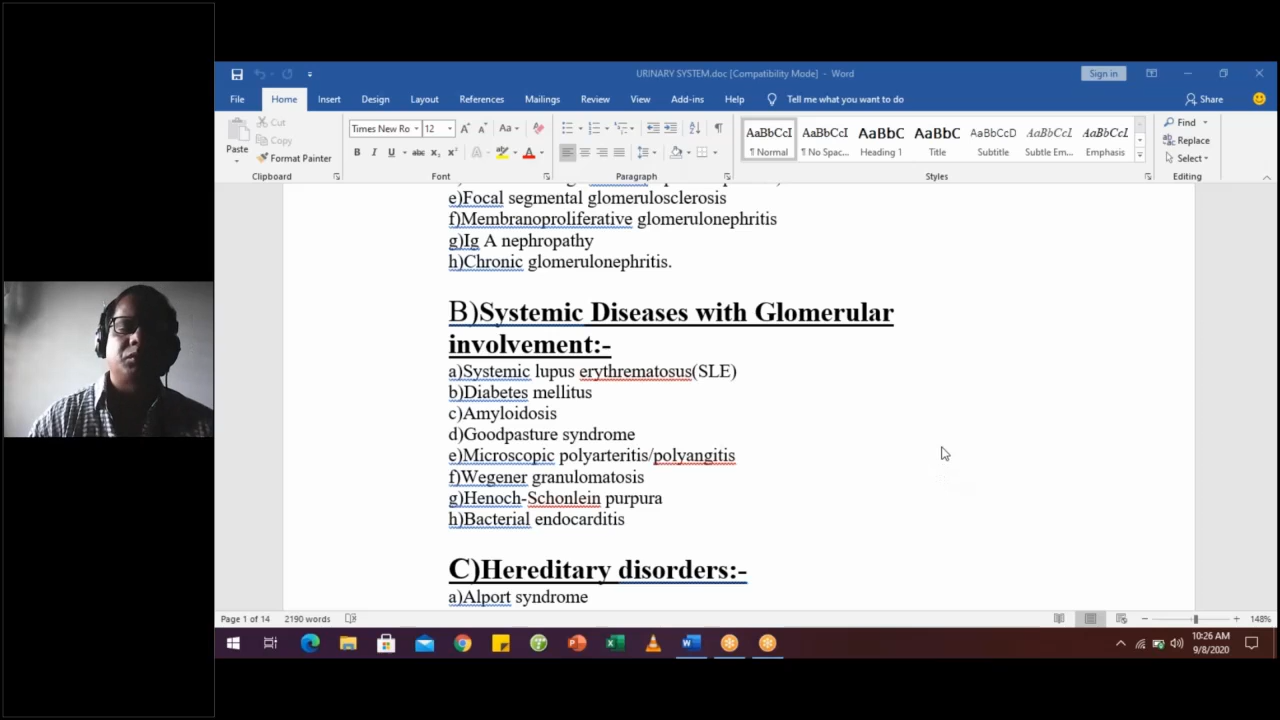 URINARY SYSTEM.doc [Compatibility Mode] - Word
Sign in
File Home Insert Design Layout References Mailings Review View Add-ins Help Tell me what you want to do Share
Cut
Copy
Paste
Format Painter
Clipboard
Times New Ro 12
Font
Paragraph
AaBbCcI AaBbCcI AaBbC AaBbC AaBbCcD AaBbCcI AaBbCcI
¶ Normal ¶ No Spac... Heading 1 Title Subtitle Subtle Em... Emphasis
Styles
Find
Replace
Select
Editing
e)Focal segmental glomerulosclerosis
f)Membranoproliferative glomerulonephritis
g)Ig A nephropathy
h)Chronic glomerulonephritis.
B)Systemic Diseases with Glomerular
involvement:-
a)Systemic lupus erythrematosus(SLE)
b)Diabetes mellitus
c)Amyloidosis
d)Goodpasture syndrome
e)Microscopic polyarteritis/polyangitis
f)Wegener granulomatosis
g)Henoch-Schonlein purpura
h)Bacterial endocarditis
C)Hereditary disorders:-
a)Alport syndrome
Page 1 of 14 2190 words 148%
10:26 AM
9/8/2020